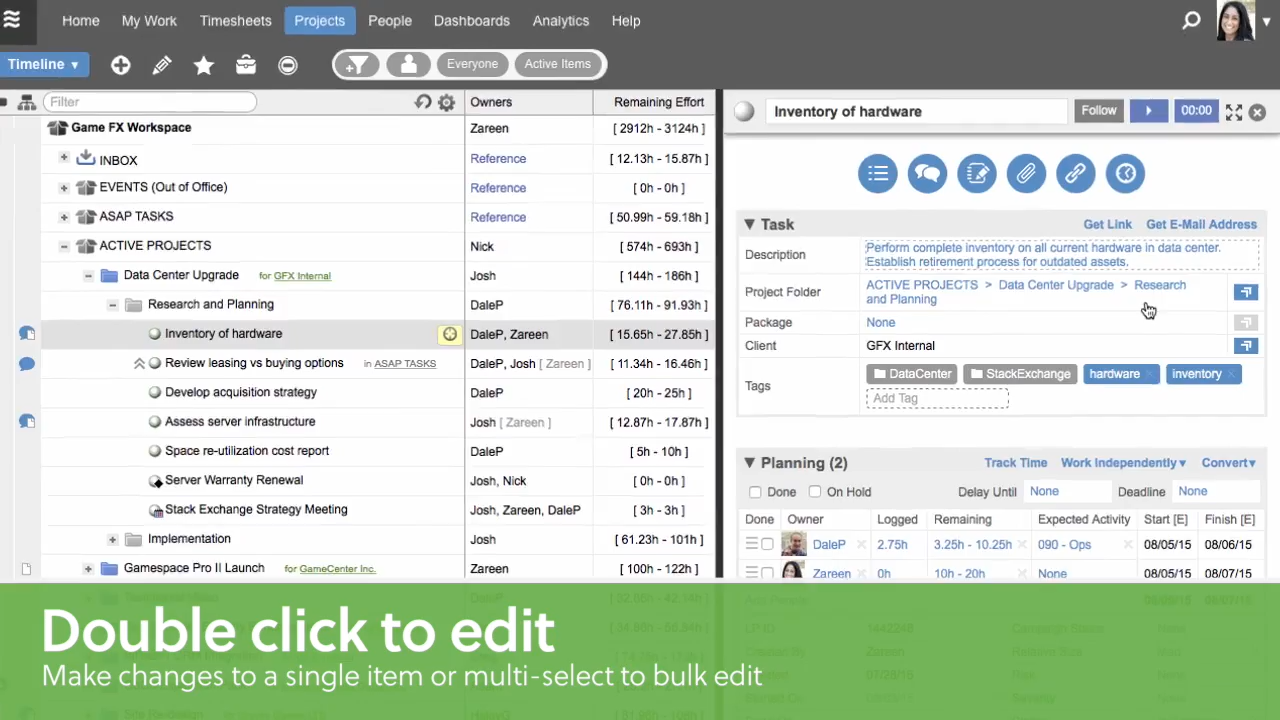 Home My Work Timesheets Projects People Dashboards Analytics Help
Timeline Everyone Active Items
Filter Owners Remaining Effort
Game FX Workspace Zareen [ 2912h - 3124h ]
INBOX Reference [ 12.13h - 15.87h ]
EVENTS (Out of Office) Reference [ 0h - 0h ]
ASAP TASKS Reference [ 50.99h - 59.18h ]
ACTIVE PROJECTS Nick [ 574h - 693h ]
Data Center Upgrade for GFX Internal Josh [ 144h - 186h ]
Research and Planning DaleP [ 76.11h - 91.93h ]
Inventory of hardware DaleP, Zareen [ 15.65h - 27.85h ]
Review leasing vs buying options in ASAP TASKS DaleP, Josh [ Zareen ] [ 11.34h - 16.46h ]
Develop acquisition strategy DaleP [ 20h - 25h ]
Assess server infrastructure Josh [ Zareen ] [ 12.87h - 17.87h ]
Space re-utilization cost report DaleP [ 5h - 10h ]
Server Warranty Renewal Josh, Nick [ 0h - 0h ]
Stack Exchange Strategy Meeting Josh, Zareen, DaleP [ 3h - 3h ]
Implementation Josh [ 61.23h - 101h ]
Gamespace Pro II Launch for GameCenter Inc. Zareen [ 100h - 122h ]
Inventory of hardware Follow 00:00
Task Get Link Get E-Mail Address
Description Perform complete inventory on all current hardware in data center.
Establish retirement process for outdated assets.
Project Folder ACTIVE PROJECTS > Data Center Upgrade > Research
and Planning
Package None
Client GFX Internal
Tags DataCenter StackExchange hardware inventory
Add Tag
Planning (2) Track Time Work Independently Convert
Done On Hold Delay Until None Deadline None
Done Owner Logged Remaining Expected Activity Start [E] Finish [E]
DaleP 2.75h 3.25h - 10.25h 090 - Ops 08/05/15 08/06/15
Zareen 0h 10h - 20h None 08/05/15 08/07/15
Double click to edit
Make changes to a single item or multi-select to bulk edit